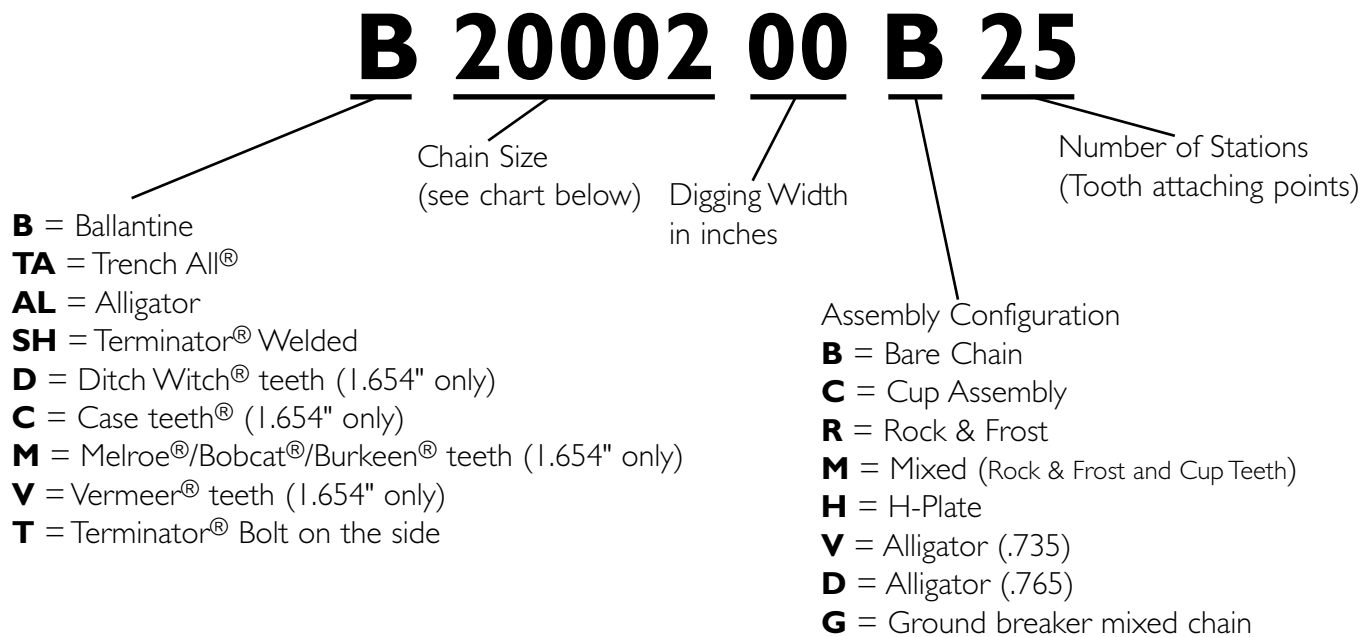 B 20002 00 B 25
Chain Size
(see chart below)
Digging Width
in inches
Number of Stations
(Tooth attaching points)
B = Ballantine
TA = Trench All®
AL = Alligator
SH = Terminator® Welded
D = Ditch Witch® teeth (1.654" only)
C = Case teeth® (1.654" only)
M = Melroe®/Bobcat®/Burkeen® teeth (1.654" only)
V = Vermeer® teeth (1.654" only)
T = Terminator® Bolt on the side
Assembly Configuration
B = Bare Chain
C = Cup Assembly
R = Rock & Frost
M = Mixed (Rock & Frost and Cup Teeth)
H = H-Plate
V = Alligator (.735)
D = Alligator (.765)
G = Ground breaker mixed chain